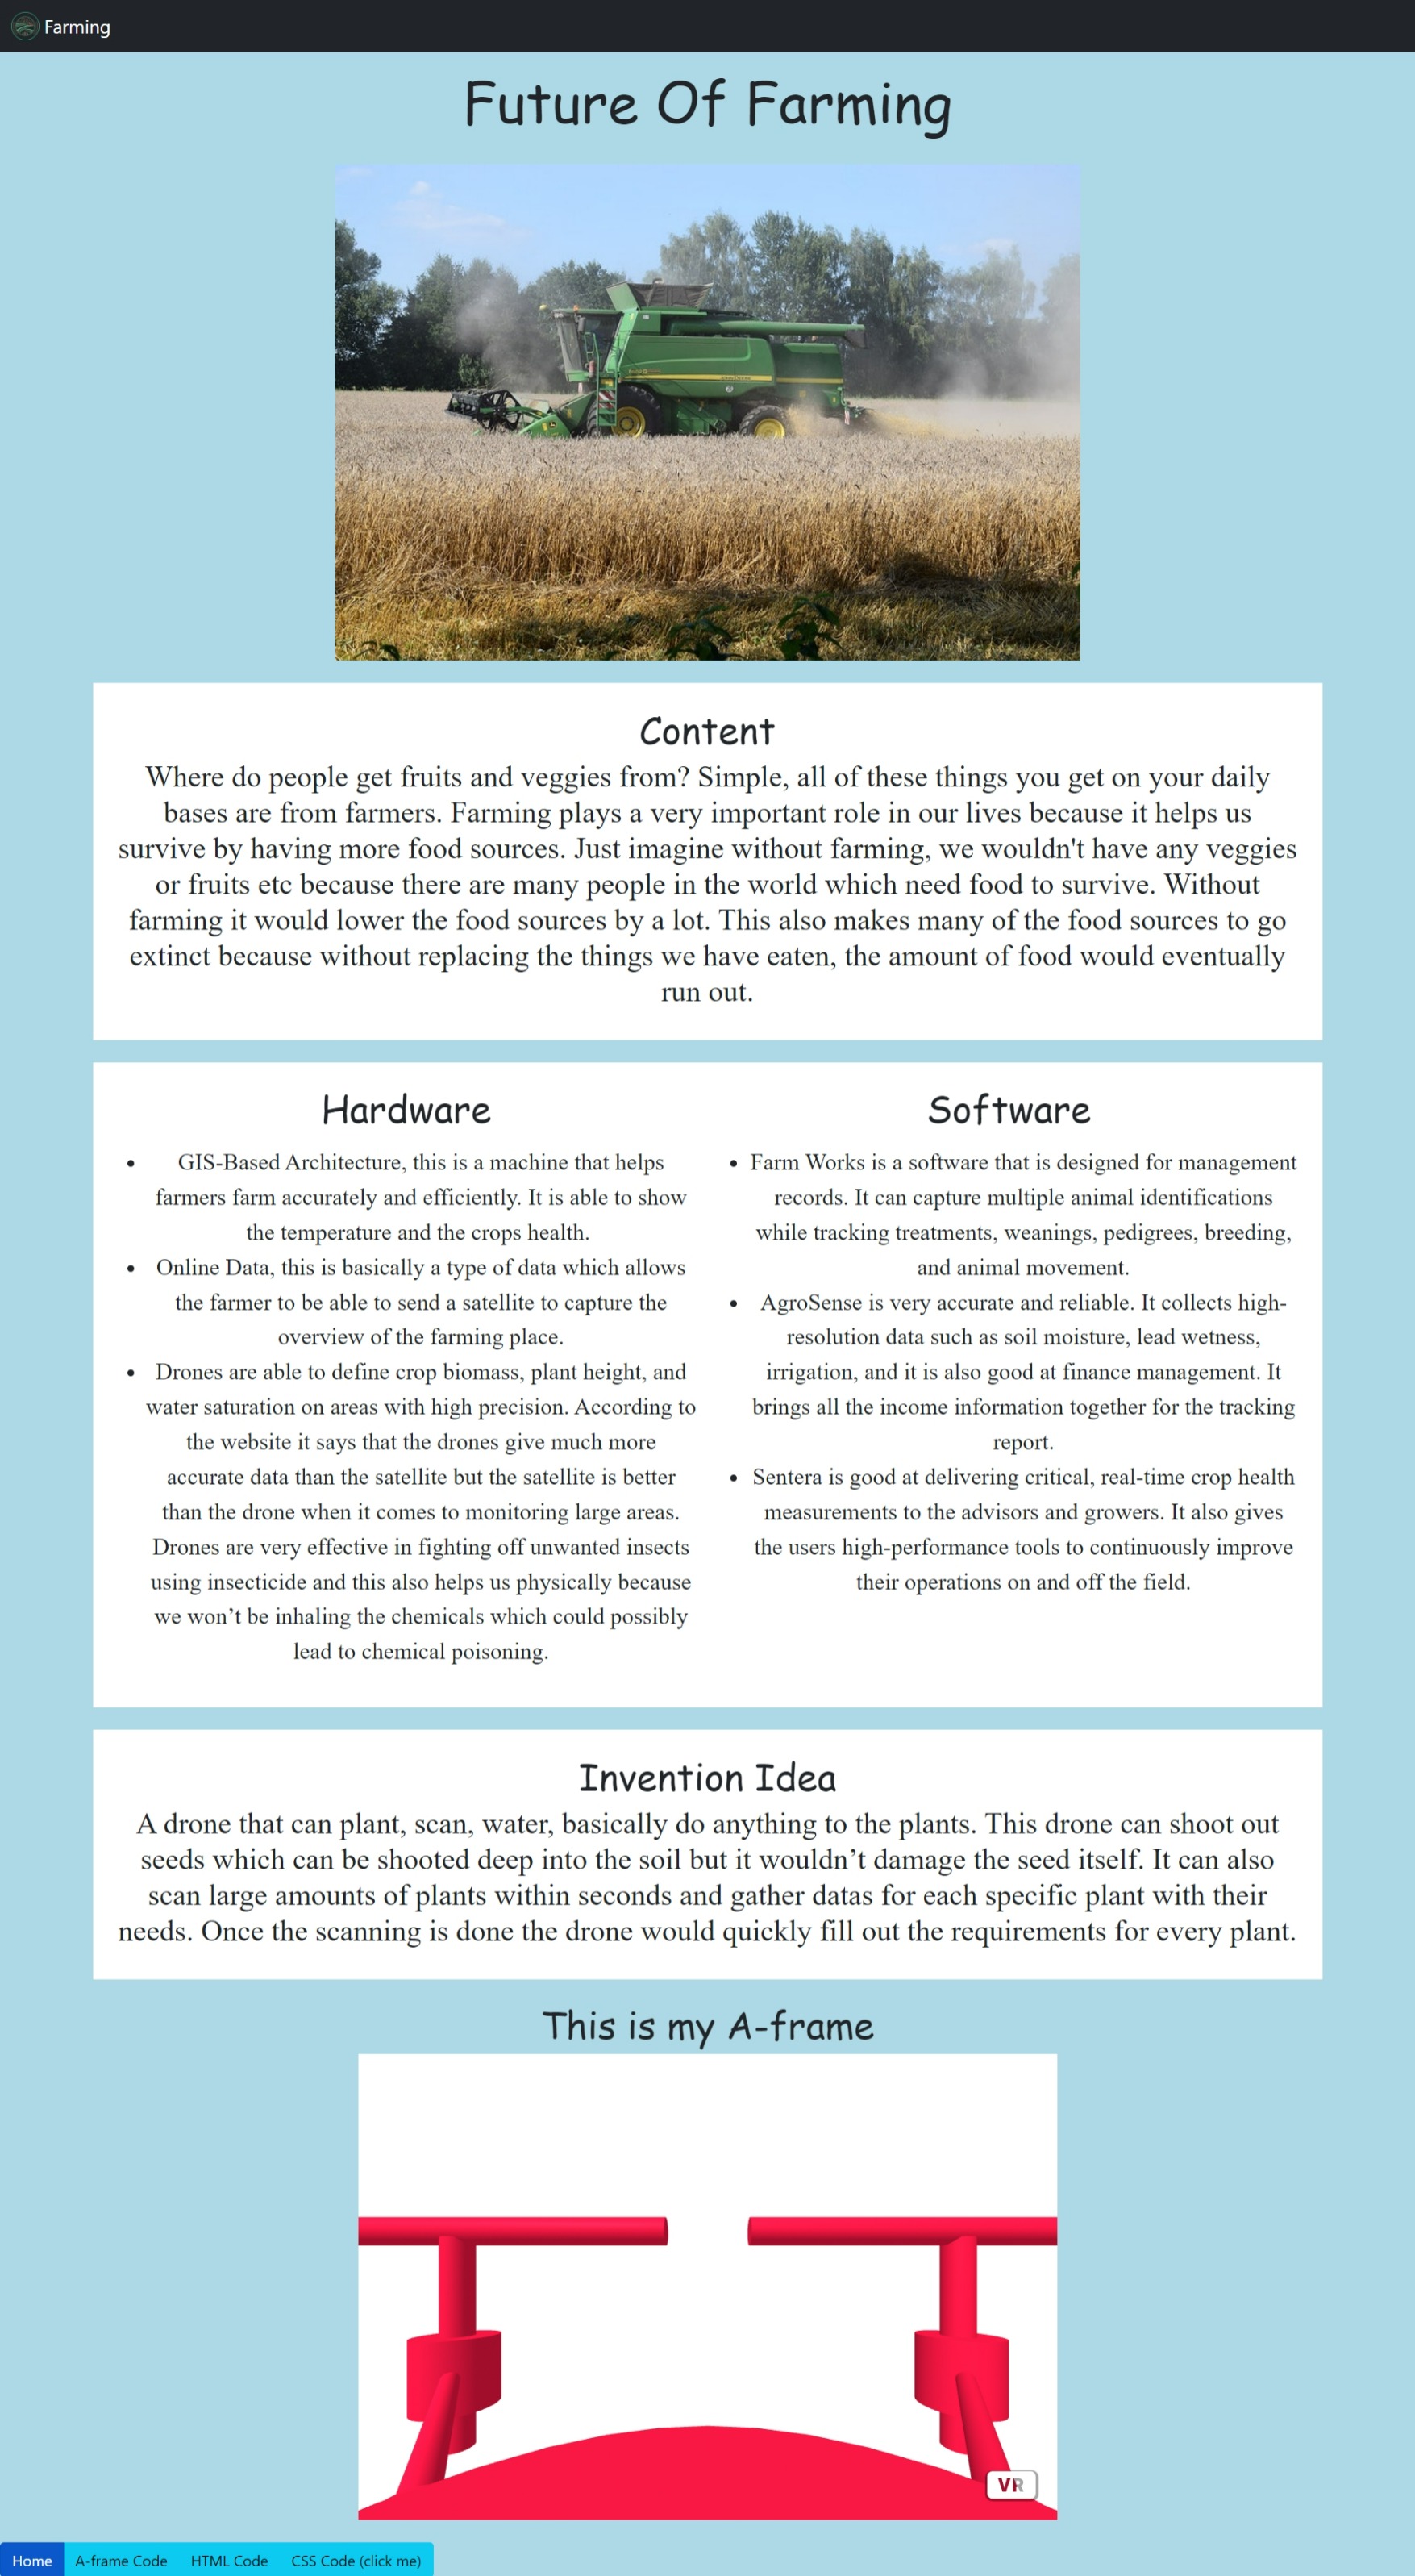 Farming
Future Of Farming
Content
Where do people get fruits and veggies from? Simple, all of these things you get on your daily
bases are from farmers. Farming plays a very important role in our lives because it helps us
survive by having more food sources. Just imagine without farming, we wouldn't have any veggies
or fruits etc because there are many people in the world which need food to survive. Without
farming it would lower the food sources by a lot. This also makes many of the food sources to go
extinct because without replacing the things we have eaten, the amount of food would eventually
run out.
Hardware
• GIS-Based Architecture, this is a machine that helps
farmers farm accurately and efficiently. It is able to show
the temperature and the crops health.
• Online Data, this is basically a type of data which allows
the farmer to be able to send a satellite to capture the
overview of the farming place.
• Drones are able to define crop biomass, plant height, and
water saturation on areas with high precision. According to
the website it says that the drones give much more
accurate data than the satellite but the satellite is better
than the drone when it comes to monitoring large areas.
Drones are very effective in fighting off unwanted insects
using insecticide and this also helps us physically because
we won’t be inhaling the chemicals which could possibly
lead to chemical poisoning.
Software
• Farm Works is a software that is designed for management
records. It can capture multiple animal identifications
while tracking treatments, weanings, pedigrees, breeding,
and animal movement.
• AgroSense is very accurate and reliable. It collects high-
resolution data such as soil moisture, lead wetness,
irrigation, and it is also good at finance management. It
brings all the income information together for the tracking
report.
• Sentera is good at delivering critical, real-time crop health
measurements to the advisors and growers. It also gives
the users high-performance tools to continuously improve
their operations on and off the field.
Invention Idea
A drone that can plant, scan, water, basically do anything to the plants. This drone can shoot out
seeds which can be shooted deep into the soil but it wouldn’t damage the seed itself. It can also
scan large amounts of plants within seconds and gather datas for each specific plant with their
needs. Once the scanning is done the drone would quickly fill out the requirements for every plant.
This is my A-frame
VR
Home
A-frame Code
HTML Code
CSS Code (click me)